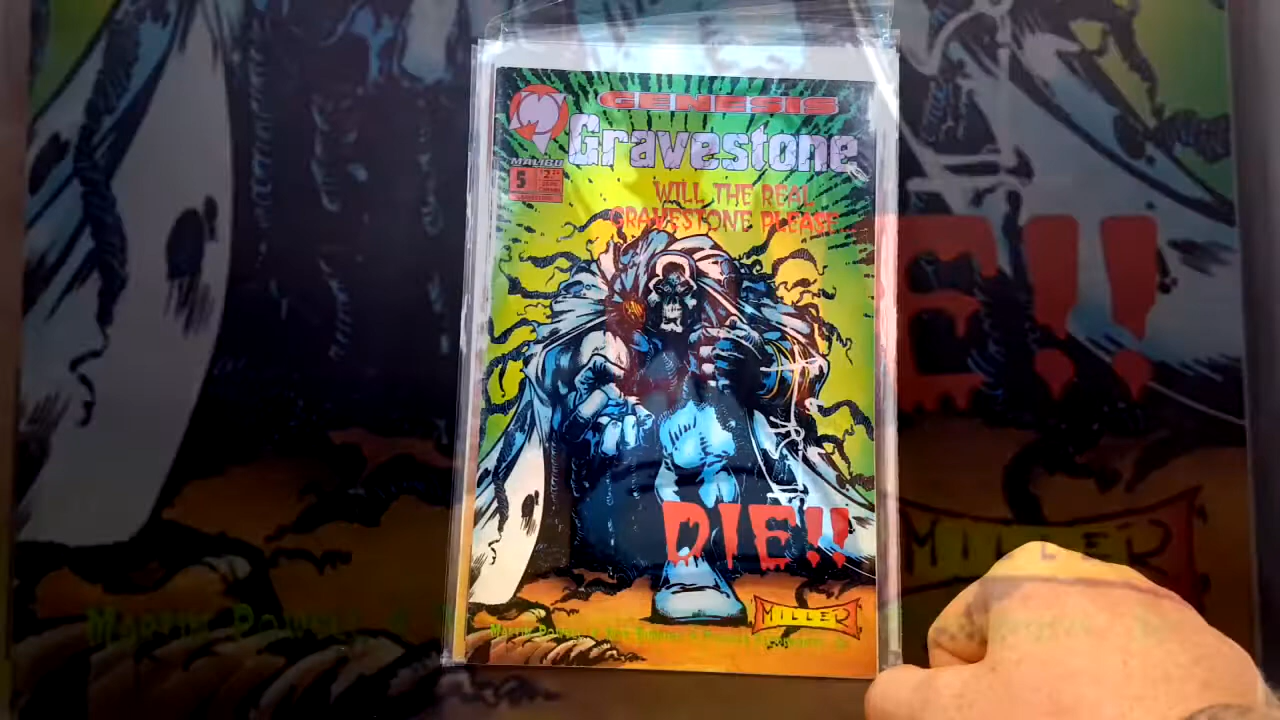 GENESIS
Gravestone
MALIBU
5
WILL THE REAL
GRAVESTONE PLEASE...
DIE!!
MILLER